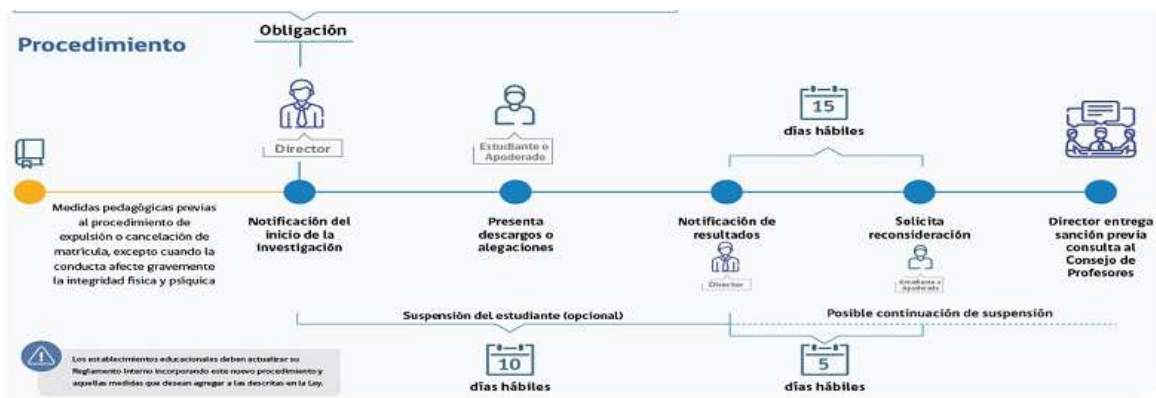 Procedimiento
Obligación
Director
Estudiante o
Apoderado
15
días hábiles
Medidas pedagógicas previas
al procedimiento de
expulsión o cancelación de
matrícula, excepto cuando la
conducta afecte gravemente
la integridad física y psíquica
Notificación del
inicio de la
Investigación
Presenta
descargos o
alegaciones
Notificación de
resultados
Director
Solicita
reconsideración
Estudiante o
Apoderado
Director entrega
sanción previa
consulta al
Consejo de
Profesores
Suspensión del estudiante (opcional)
Posible continuación de suspensión
10
días hábiles
5
días hábiles
Los establecimientos educacionales deben actualizar su
Reglamento Interno incorporando este nuevo procedimiento y
aquellas medidas que desean agregar a las descritas en la Ley.